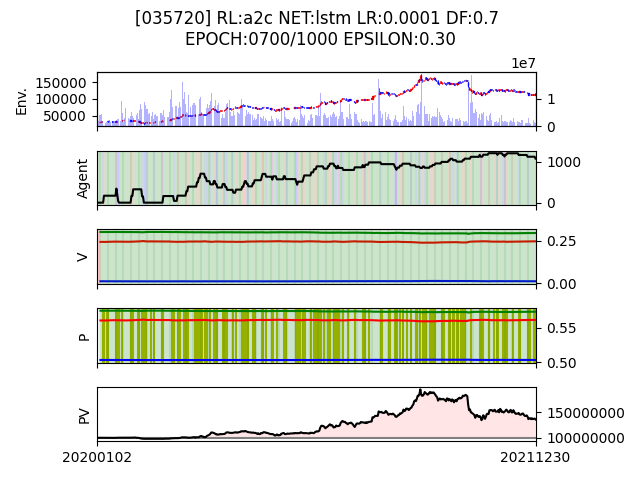 [035720] RL:a2c NET:lstm LR:0.0001 DF:0.7
EPOCH:0700/1000 EPSILON:0.30
1e7
Env.
150000
100000
50000
1
0
Agent
1000
0
V
0.25
0.00
P
0.55
0.50
PV
150000000
100000000
20200102
20211230